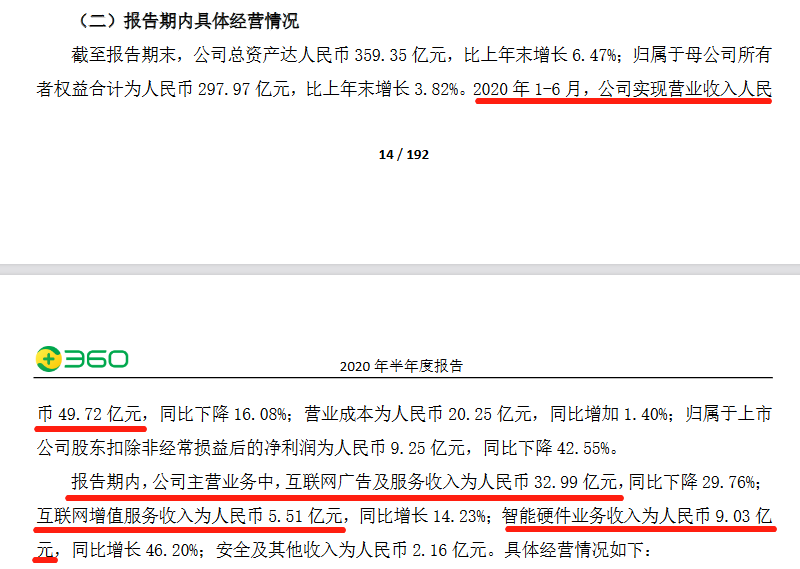 （二）报告期内具体经营情况
截至报告期末，公司总资产达人民币 359.35 亿元，比上年末增长 6.47%；归属于母公司所有
者权益合计为人民币 297.97 亿元，比上年末增长 3.82%。2020 年 1-6 月，公司实现营业收入人民
14 / 192
360
2020 年半年度报告
币 49.72 亿元，同比下降 16.08%；营业成本为人民币 20.25 亿元，同比增加 1.40%；归属于上市
公司股东扣除非经常损益后的净利润为人民币 9.25 亿元，同比下降 42.55%。
报告期内，公司主营业务中，互联网广告及服务收入为人民币 32.99 亿元，同比下降 29.76%；
互联网增值服务收入为人民币 5.51 亿元，同比增长 14.23%；智能硬件业务收入为人民币 9.03 亿
元，同比增长 46.20%；安全及其他收入为人民币 2.16 亿元。具体经营情况如下：